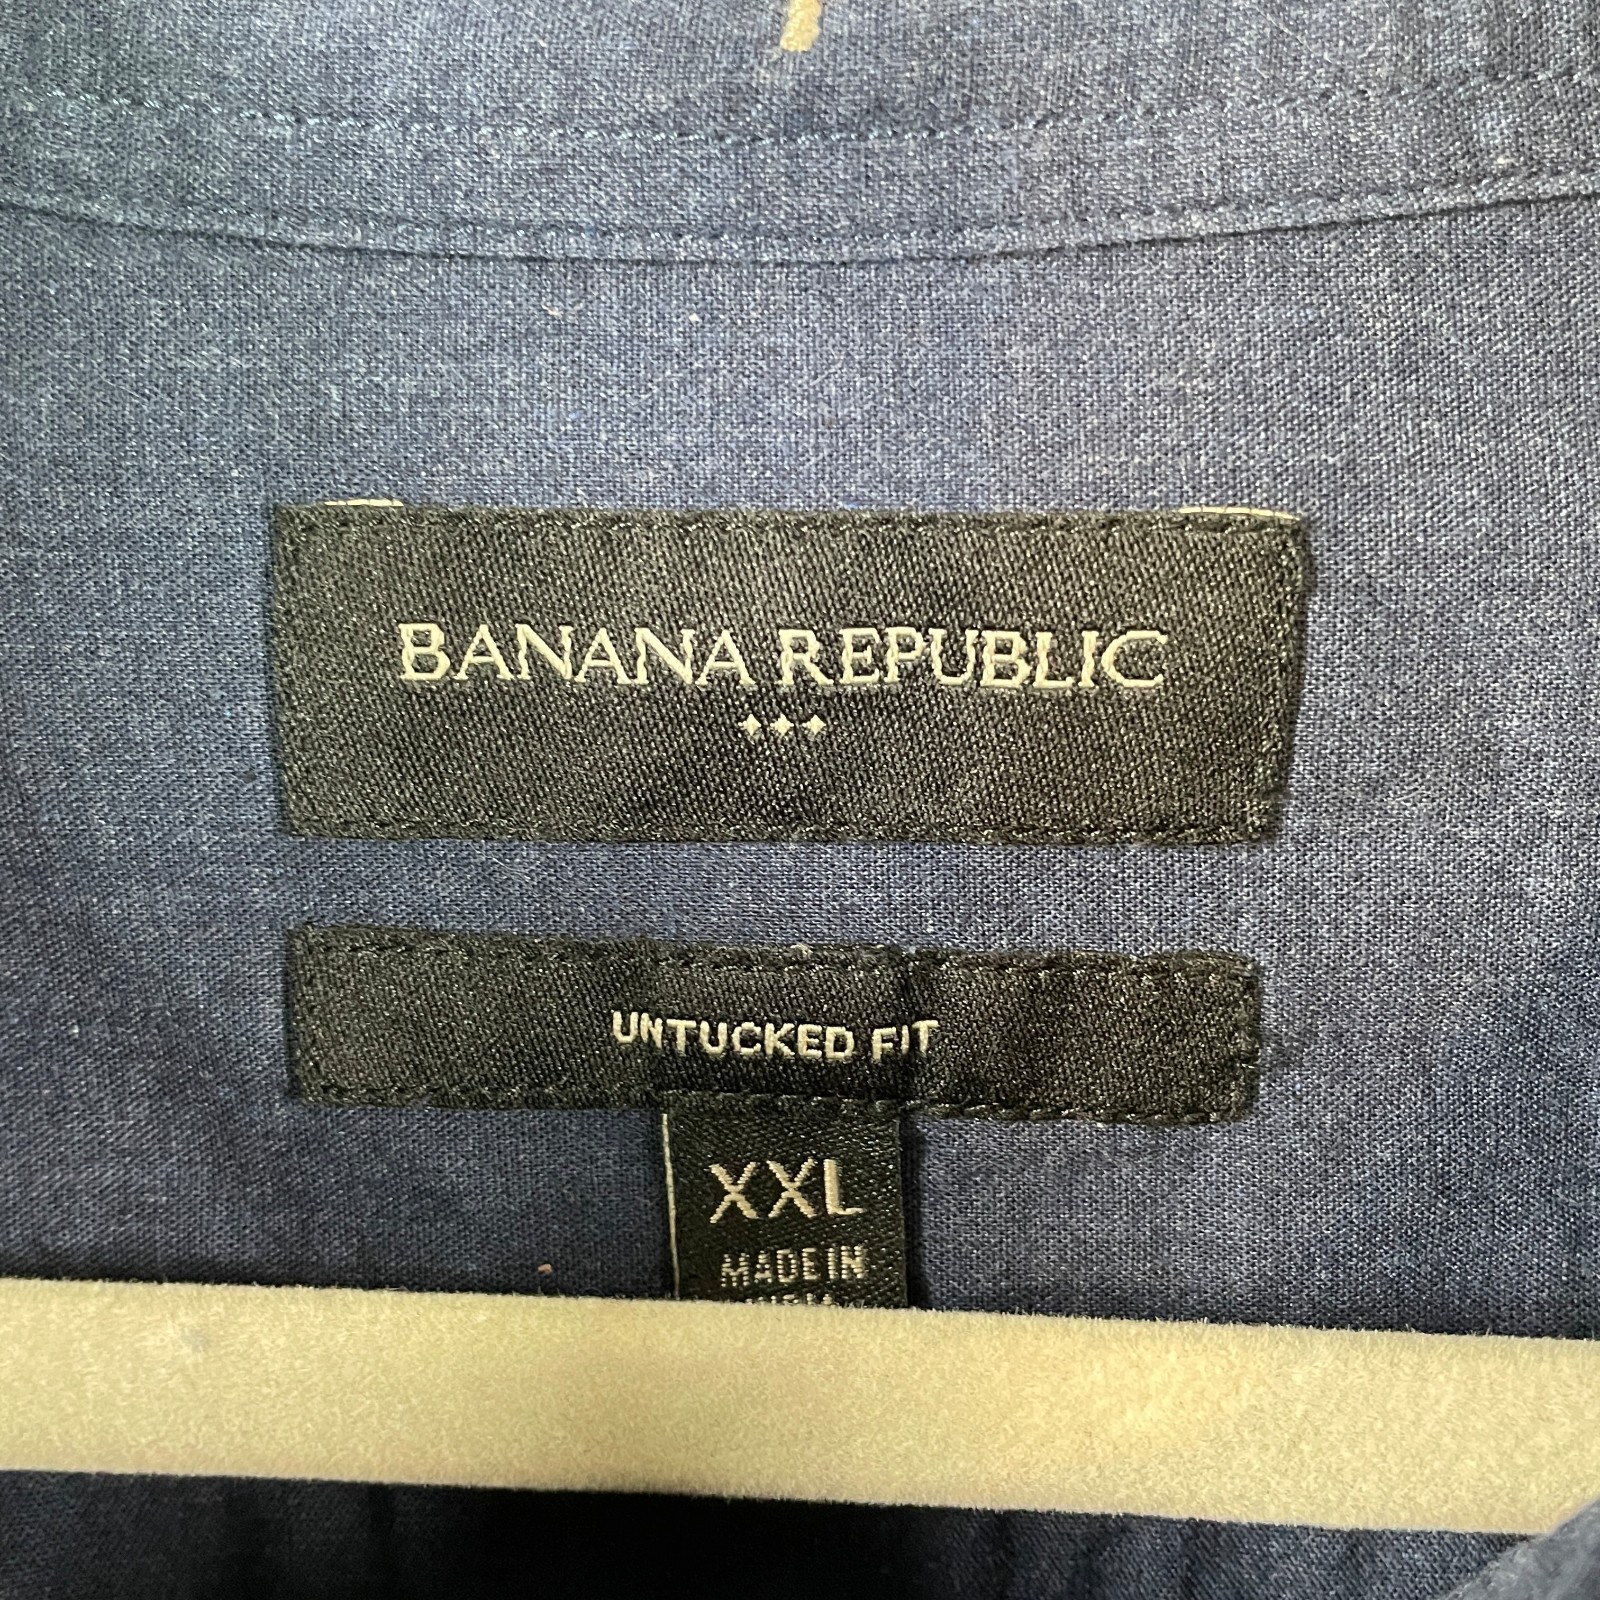 BANANA REPUBLIC
UNTUCKED FIT
XXL
MADE IN